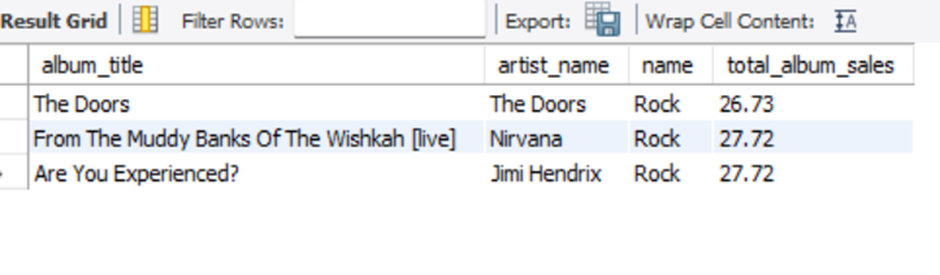 Result Grid Filter Rows: Export: Wrap Cell Content: IA
album_title artist_name name total_album_sales
The Doors The Doors Rock 26.73
From The Muddy Banks Of The Wishkah [live] Nirvana Rock 27.72
Are You Experienced? Jimi Hendrix Rock 27.72